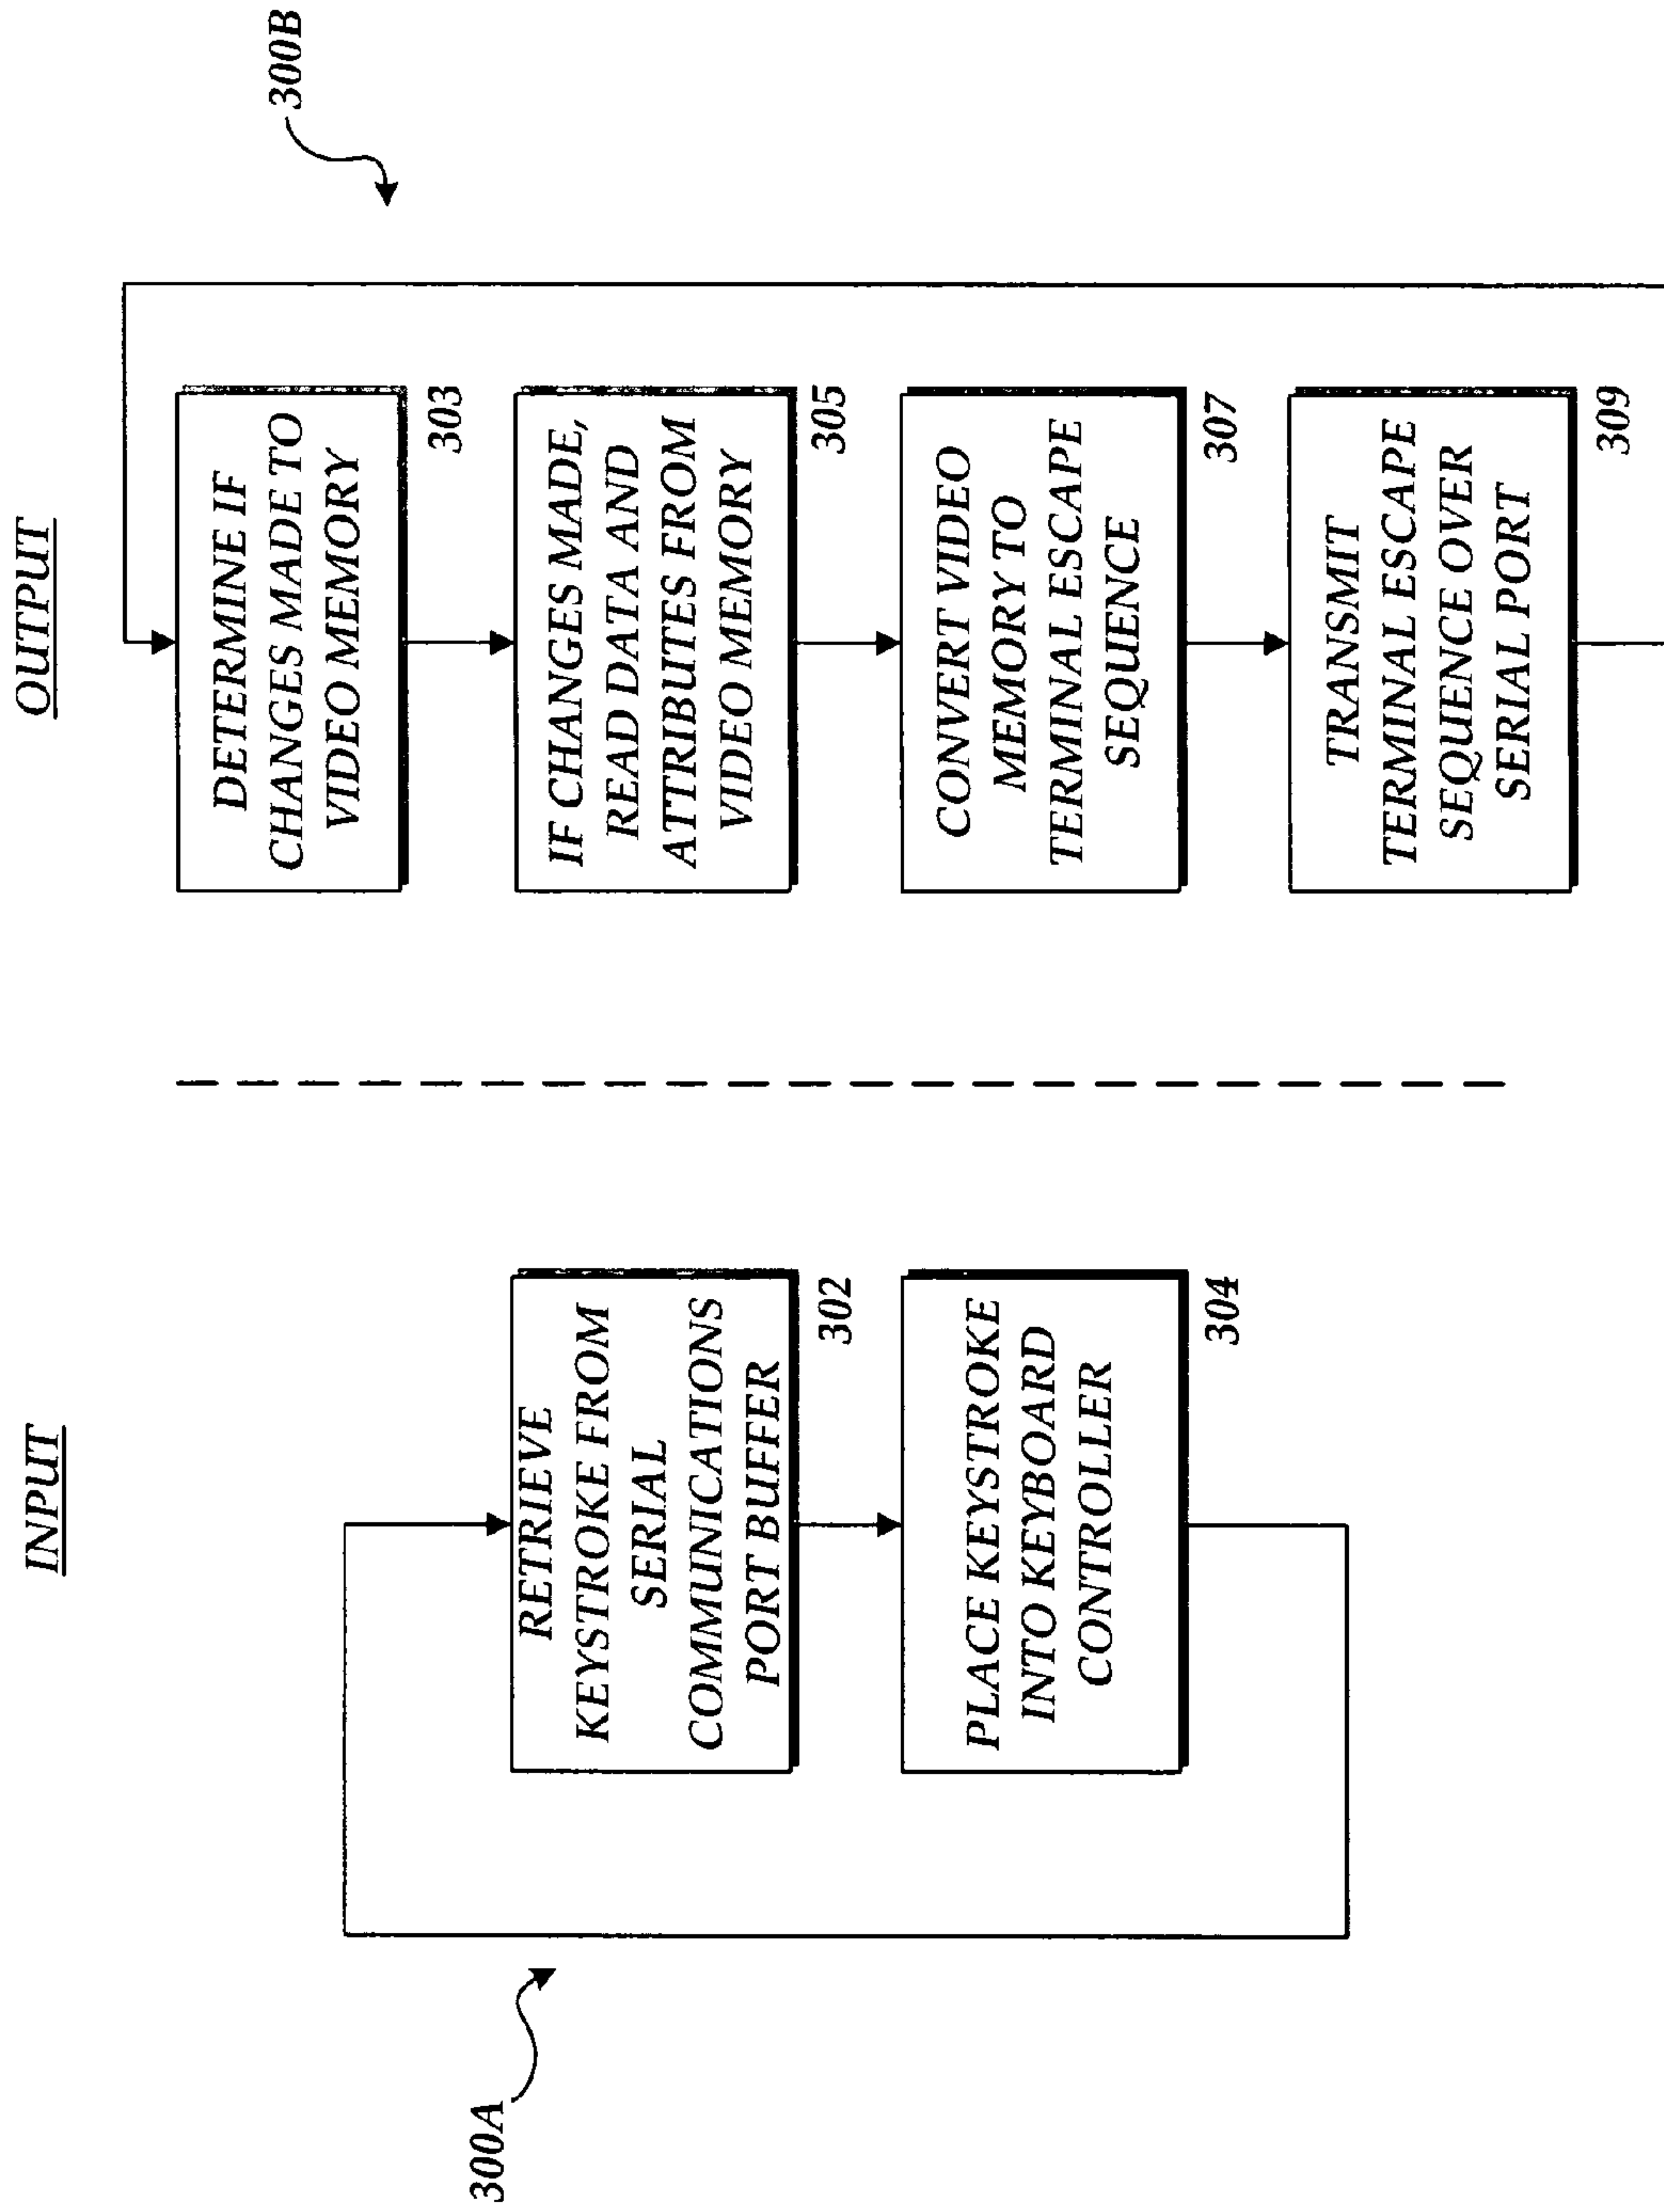 INPUT
300A
RETRIEVE
KEYSTROKE FROM
SERIAL
COMMUNICATIONS
PORT BUFFER
302
PLACE KEYSTROKE
INTO KEYBOARD
CONTROLLER
304
OUTPUT
300B
DETERMINE IF
CHANGES MADE TO
VIDEO MEMORY
303
IF CHANGES MADE,
READ DATA AND
ATTRIBUTES FROM
VIDEO MEMORY
305
CONVERT VIDEO
MEMORY TO
TERMINAL ESCAPE
SEQUENCE
307
TRANSMIT
TERMINAL ESCAPE
SEQUENCE OVER
SERIAL PORT
309